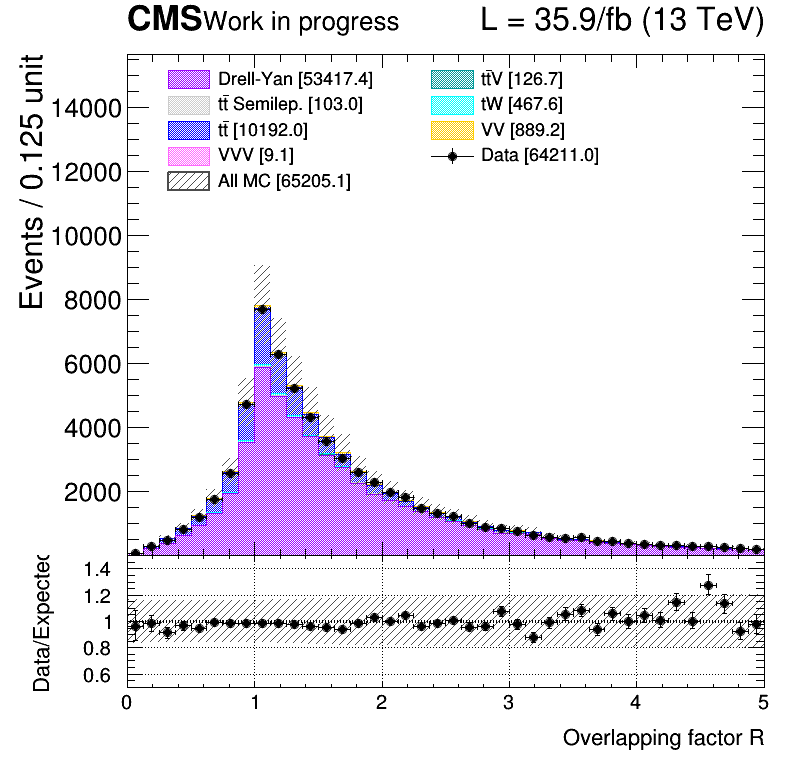 CMS Work in progress L = 35.9/fb (13 TeV)
Events / 0.125 unit
14000
12000
10000
8000
6000
4000
2000
Drell-Yan [53417.4]
tt̄ Semilep. [103.0]
tt̄ [10192.0]
VVV [9.1]
All MC [65205.1]
tt̄V [126.7]
tW [467.6]
VV [889.2]
Data [64211.0]
Data/Expected
1.4
1.2
1
0.8
0.6
0 1 2 3 4 5
Overlapping factor R